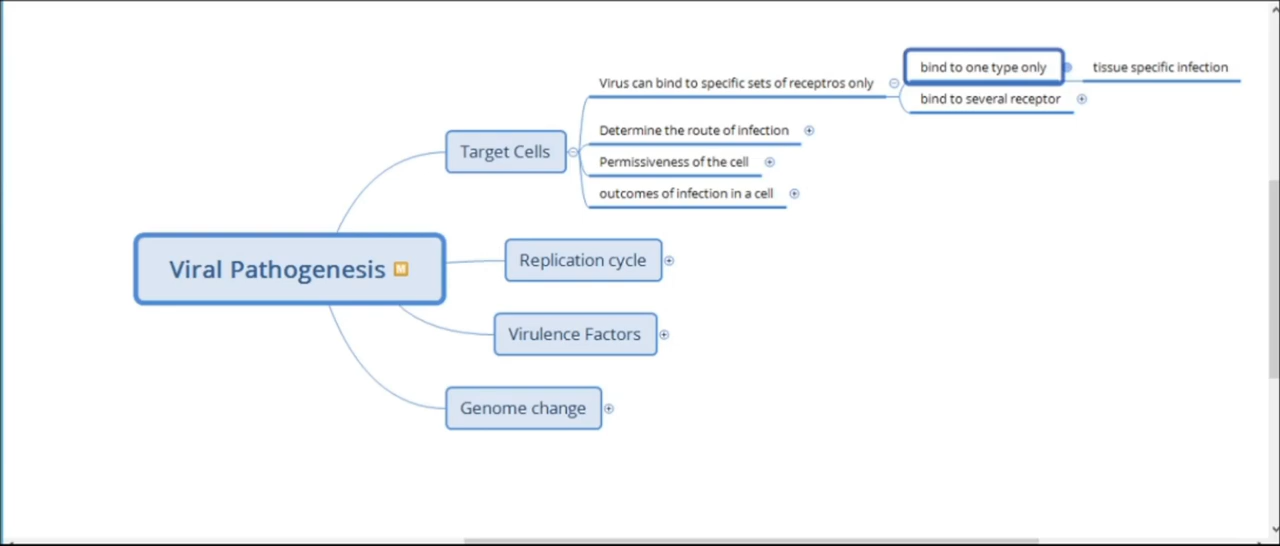 bind to one type only
tissue specific infection
Virus can bind to specific sets of receptros only
bind to several receptor
Determine the route of infection
Target Cells
Permissiveness of the cell
outcomes of infection in a cell
Viral Pathogenesis M
Replication cycle
Virulence Factors
Genome change